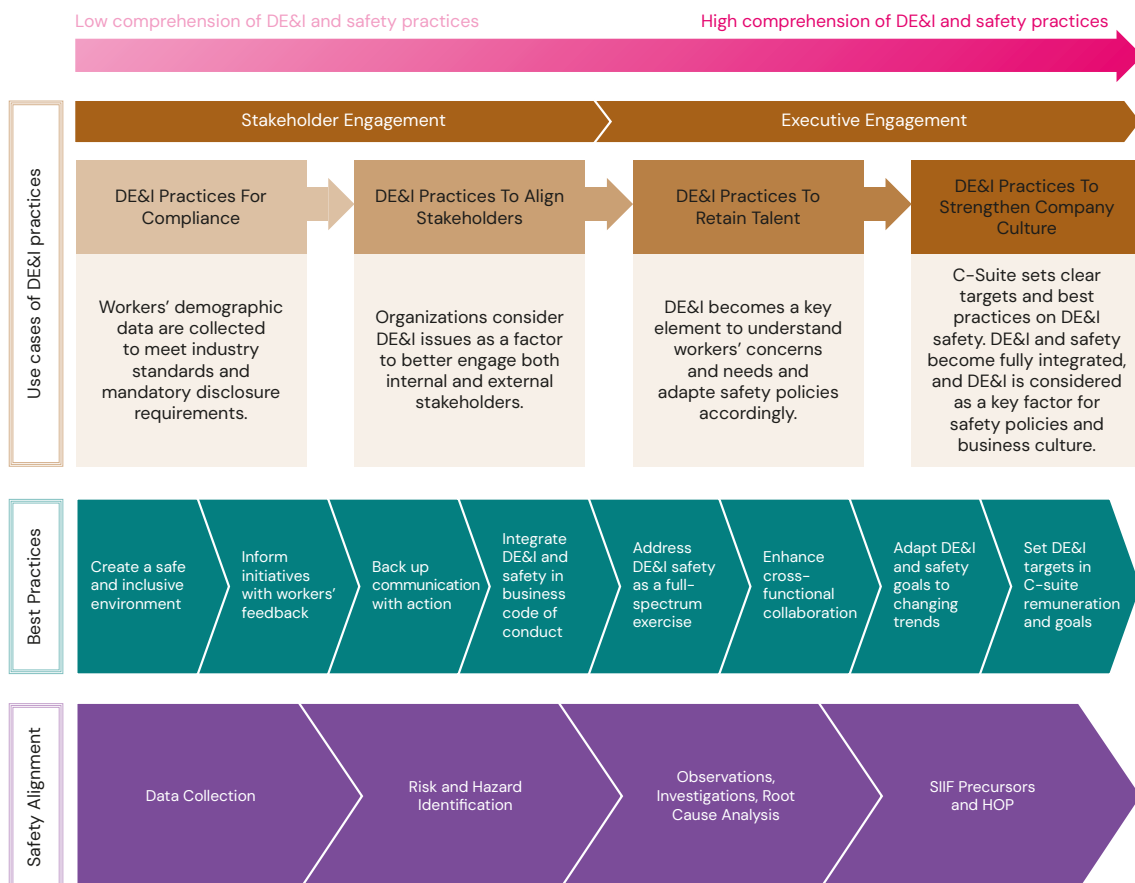 Low comprehension of DE&I and safety practices
High comprehension of DE&I and safety practices
Use cases of DE&I practices
Stakeholder Engagement
Executive Engagement
DE&I Practices For
Compliance
DE&I Practices To Align
Stakeholders
DE&I Practices To
Retain Talent
DE&I Practices To
Strengthen Company
Culture
Workers’ demographic
data are collected
to meet industry
standards and
mandatory disclosure
requirements.
Organizations consider
DE&I issues as a factor
to better engage both
internal and external
stakeholders.
DE&I becomes a key
element to understand
workers’ concerns
and needs and
adapte safety policies
accordingly.
C-Suite sets clear
targets and best
practices on DE&I
safety. DE&I and safety
become fully integrated,
and DE&I is considered
as a key factor for
safety policies and
business culture.
Best Practices
Create a safe
and inclusive
environment
Inform
initiatives
with workers’
feedback
Back up
communication
with action
Integrate
DE&I and
safety in
business
code of
conduct
Address
DE&I safety
as a full-
spectrum
exercise
Enhance
cross-
functional
collaboration
Adapt DE&I
and safety
goals to
changing
trends
Set DE&I
targets in
C-suite
remuneration
and goals
Safety Alignment
Data Collection
Risk and Hazard
Identification
Observations,
Investigations, Root
Cause Analysis
SIIF Precursors
and HOP